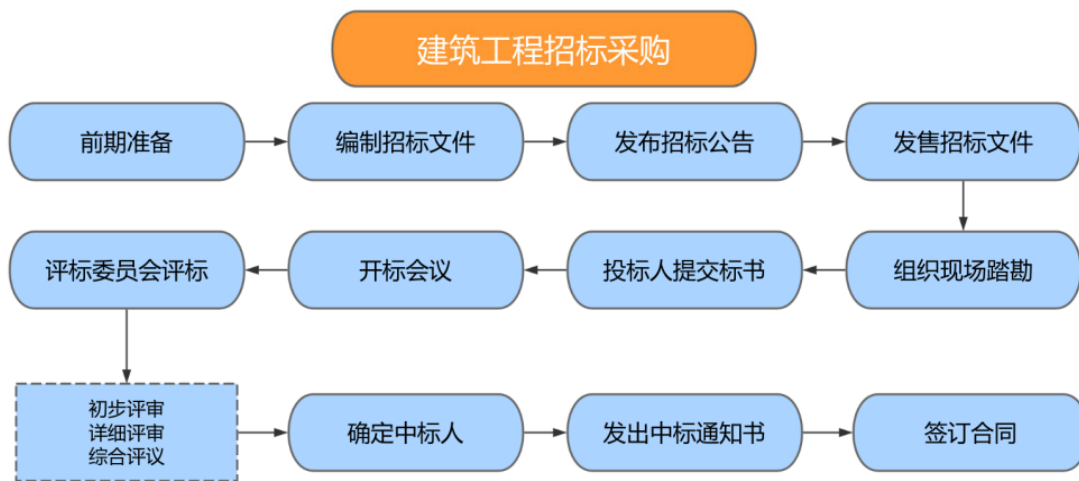 建筑工程招标采购
前期准备
编制招标文件
发布招标公告
发售招标文件
组织现场踏勘
投标人提交标书
开标会议
评标委员会评标
初步评审
详细评审
综合评议
确定中标人
发出中标通知书
签订合同